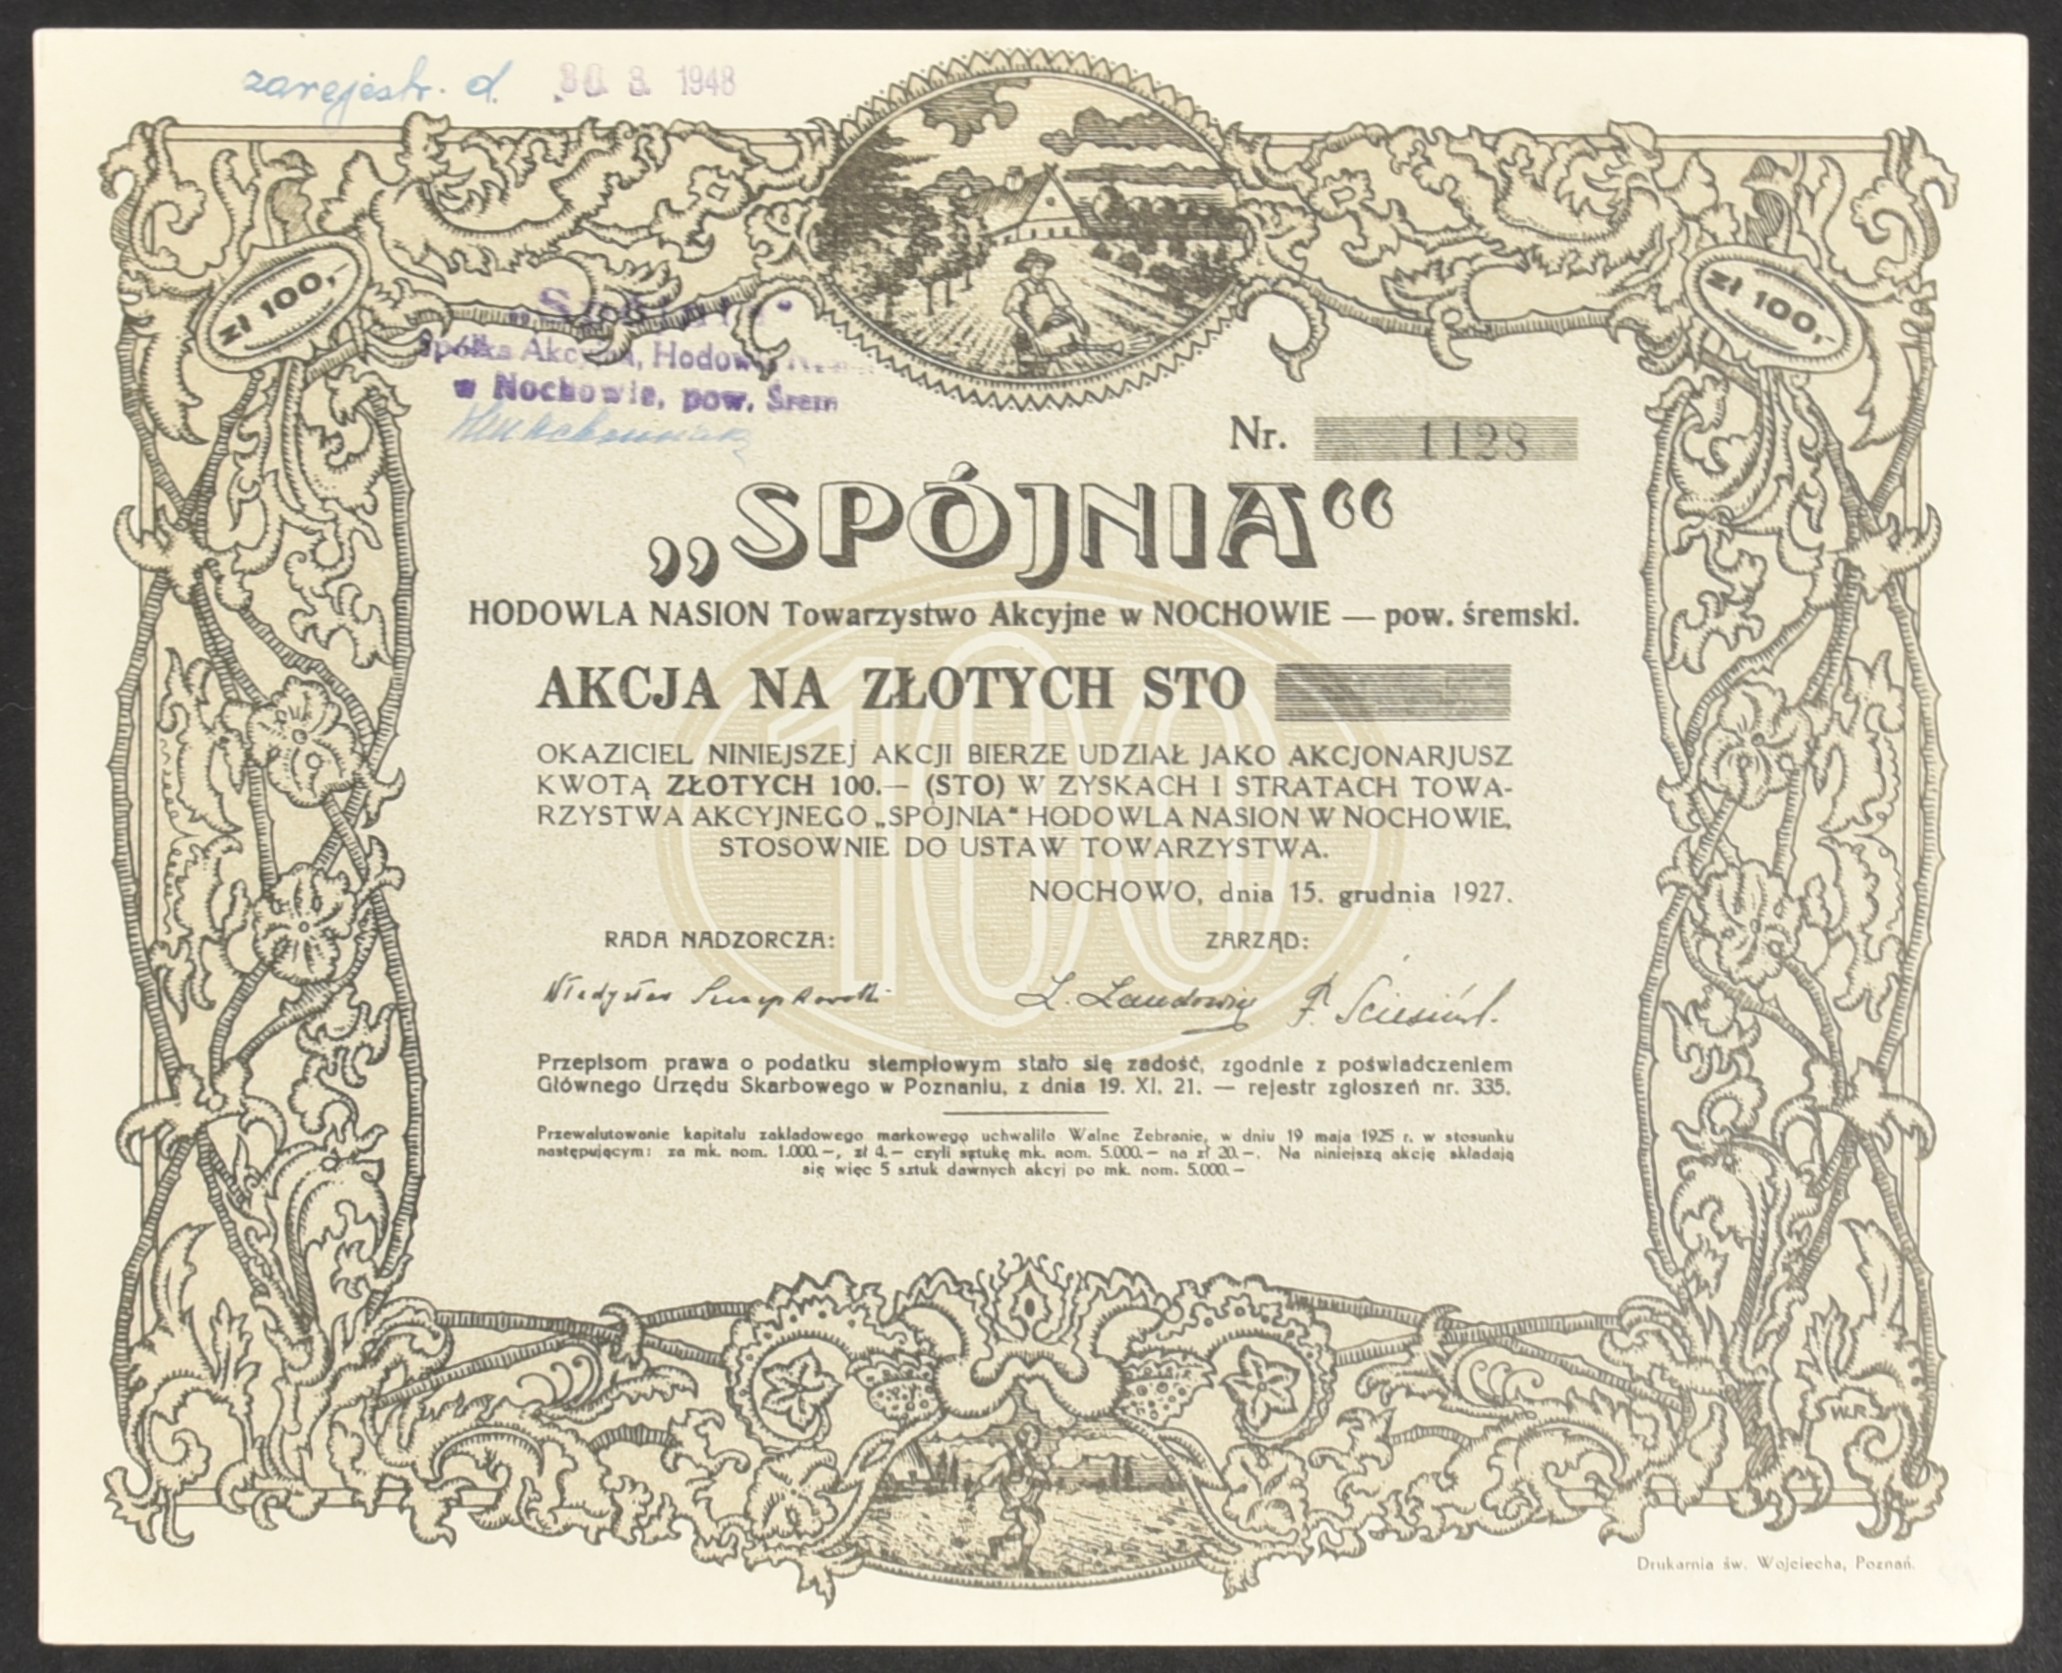 zarejestr. d. 30. 3. 1948
zł 100,-
zł 100,-
Spółka Akcyjna, Hodowla
w Nochowie, pow. Śrem
Nr. 1128
„SPÓJNIA“
HODOWLA NASION Towarzystwo Akcyjne w NOCHOWIE — pow. śremski.
AKCJA NA ZŁOTYCH STO
OKAZICIEL NINIEJSZEJ AKCJI BIERZE UDZIAŁ JAKO AKCJONARJUSZ
KWOTĄ ZŁOTYCH 100.— (STO) W ZYSKACH I STRATACH TOWA-
RZYSTWA AKCYJNEGO „SPÓJNIA“ HODOWLA NASION W NOCHOWIE,
STOSOWNIE DO USTAW TOWARZYSTWA.
100
NOCHOWO, dnia 15. grudnia 1927.
RADA NADZORCZA: ZARZĄD:
Przepisom prawa o podatku stemplowym stało się zadość, zgodnie z poświadczeniem
Głównego Urzędu Skarbowego w Poznaniu, z dnia 19. XI. 21. — rejestr zgłoszeń nr. 335.
Przewalutowanie kapitału zakładowego markowego uchwaliło Walne Zebranie, w dniu 19 maja 1925 r. w stosunku
następującym: za mk. nom. 1.000.—, zł 4.— czyli sztukę mk. nom. 5.000.— na zł 20.—. Na niniejszą akcję składają
się więc 5 sztuk dawnych akcyj po mk. nom. 5.000.—
W.R.
Drukarnia św. Wojciecha, Poznań.